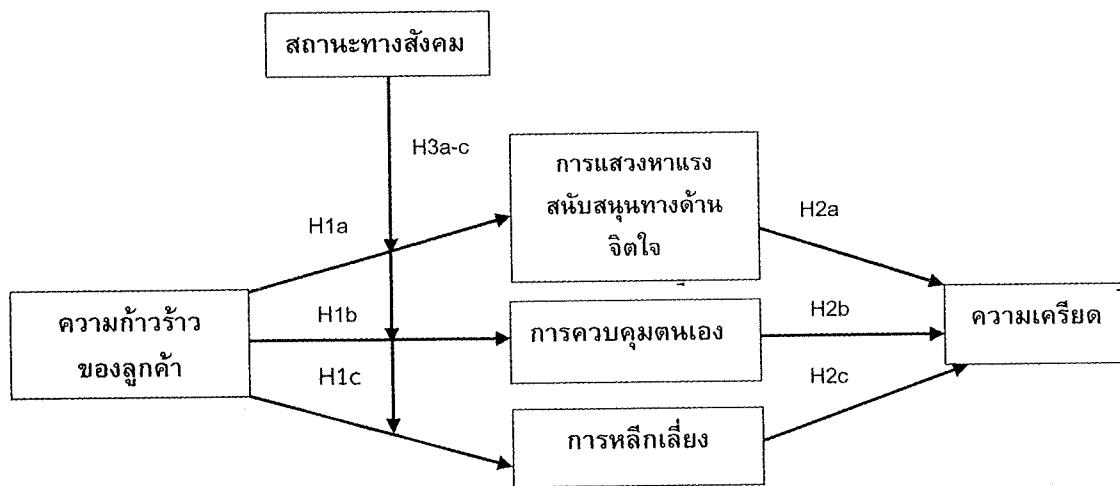 สถานะทางสังคม
H3a-c
การแสวงหาแรง
สนับสนุนทางด้าน
จิตใจ
H1a
H2a
ความก้าวร้าว
ของลูกค้า
H1b
การควบคุมตนเอง
H2b
ความเครียด
H1c
H2c
การหลีกเลี่ยง